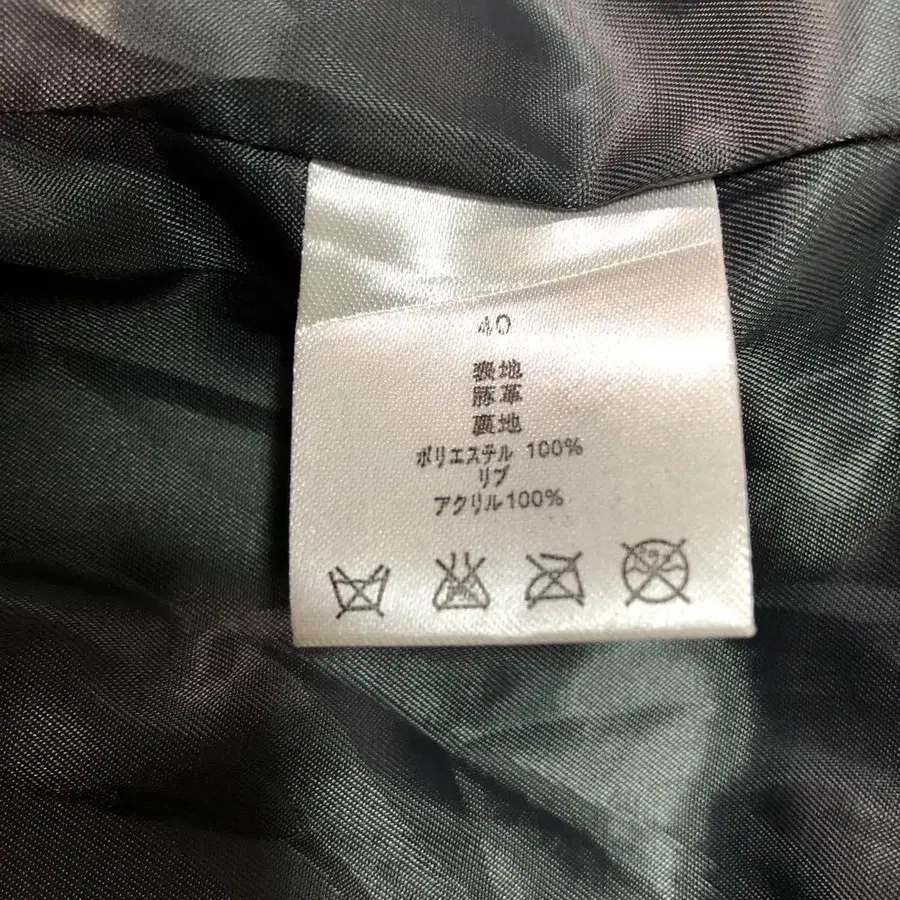 40
表地
豚革
裏地
ポリエステル 100%
リブ
アクリル100%